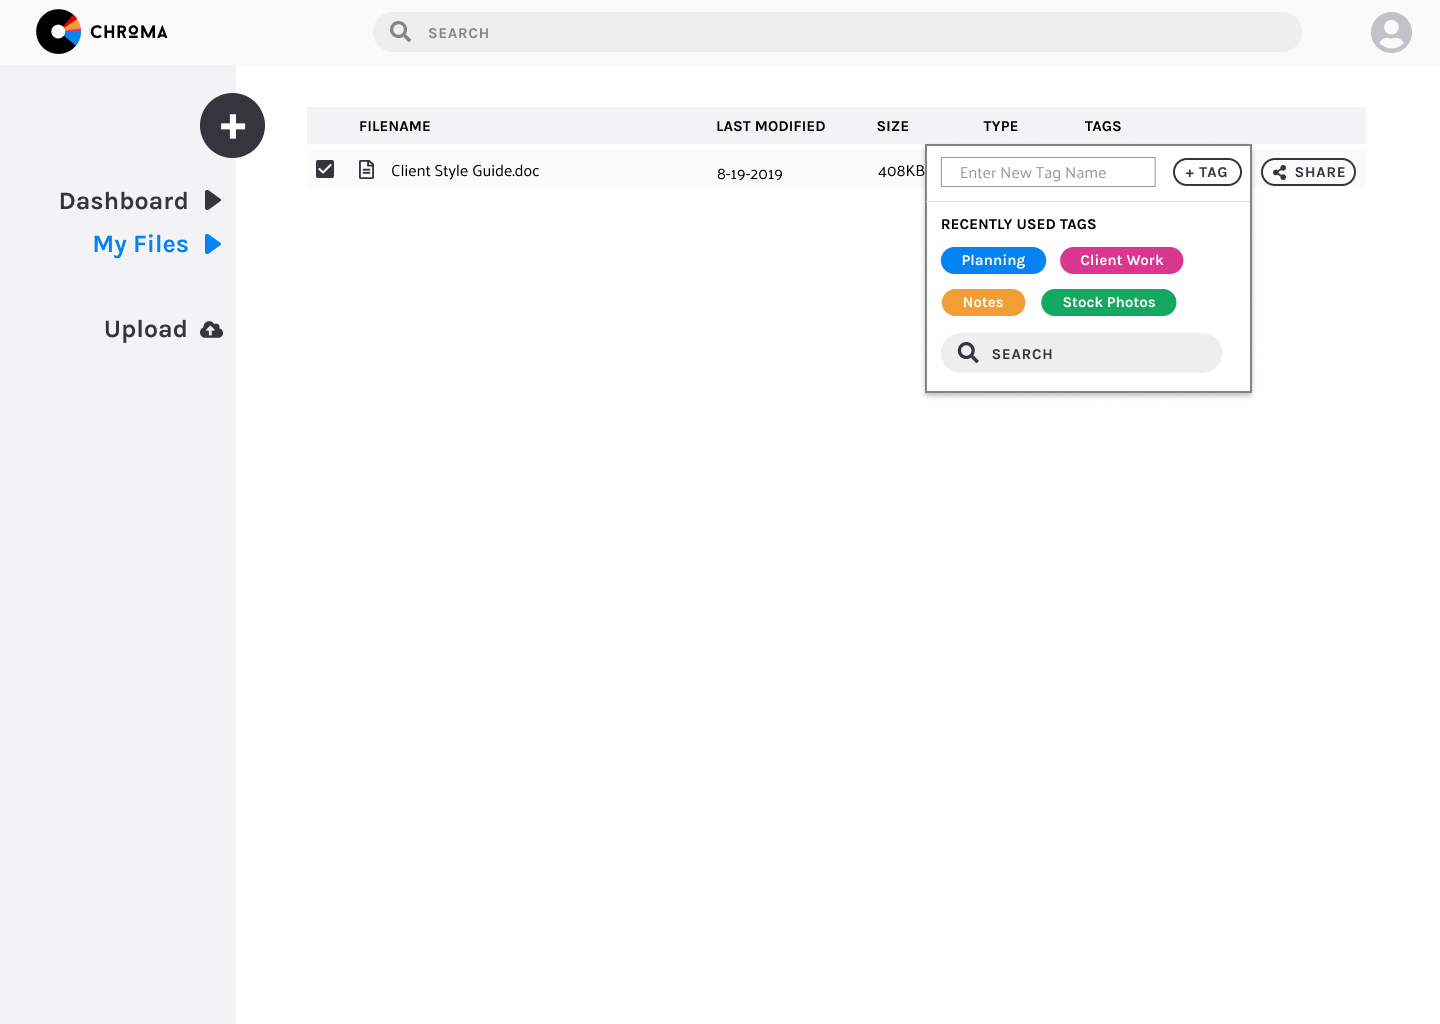 CHROMA
SEARCH
FILENAME LAST MODIFIED SIZE TYPE TAGS
Client Style Guide.doc 8-19-2019 408KB Enter New Tag Name + TAG SHARE
Dashboard
My Files
Upload
RECENTLY USED TAGS
Planning Client Work
Notes Stock Photos
SEARCH